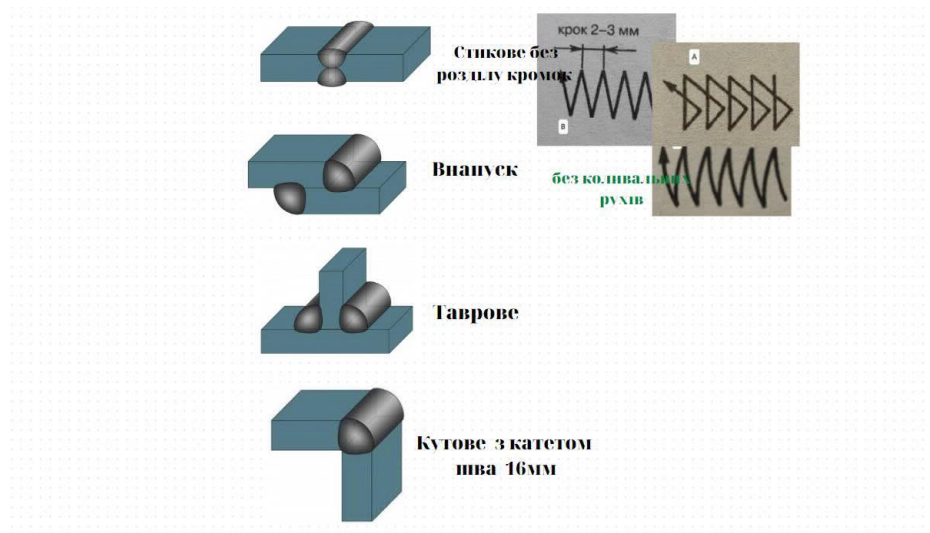 Стикове без
розділу кромок
крок 2-3 мм
В
А
Внапуск
без коливальних
рухів
Таврове
Кутове з катетом
шва 16мм